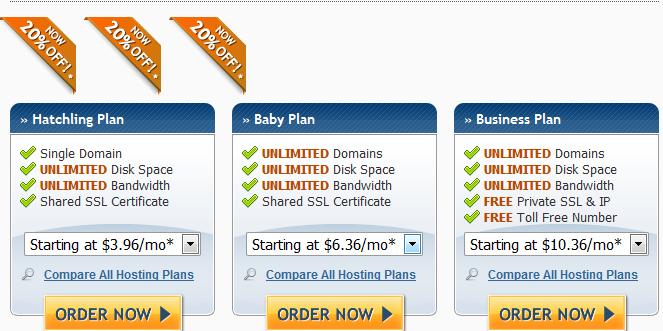 NOW
20% OFF! *
NOW
20% OFF! *
NOW
20% OFF! *
» Hatchling Plan
Single Domain
UNLIMITED Disk Space
UNLIMITED Bandwidth
Shared SSL Certificate
Starting at $3.96/mo*
Compare All Hosting Plans
ORDER NOW
» Baby Plan
UNLIMITED Domains
UNLIMITED Disk Space
UNLIMITED Bandwidth
Shared SSL Certificate
Starting at $6.36/mo*
Compare All Hosting Plans
ORDER NOW
» Business Plan
UNLIMITED Domains
UNLIMITED Disk Space
UNLIMITED Bandwidth
FREE Private SSL & IP
FREE Toll Free Number
Starting at $10.36/mo*
Compare All Hosting Plans
ORDER NOW